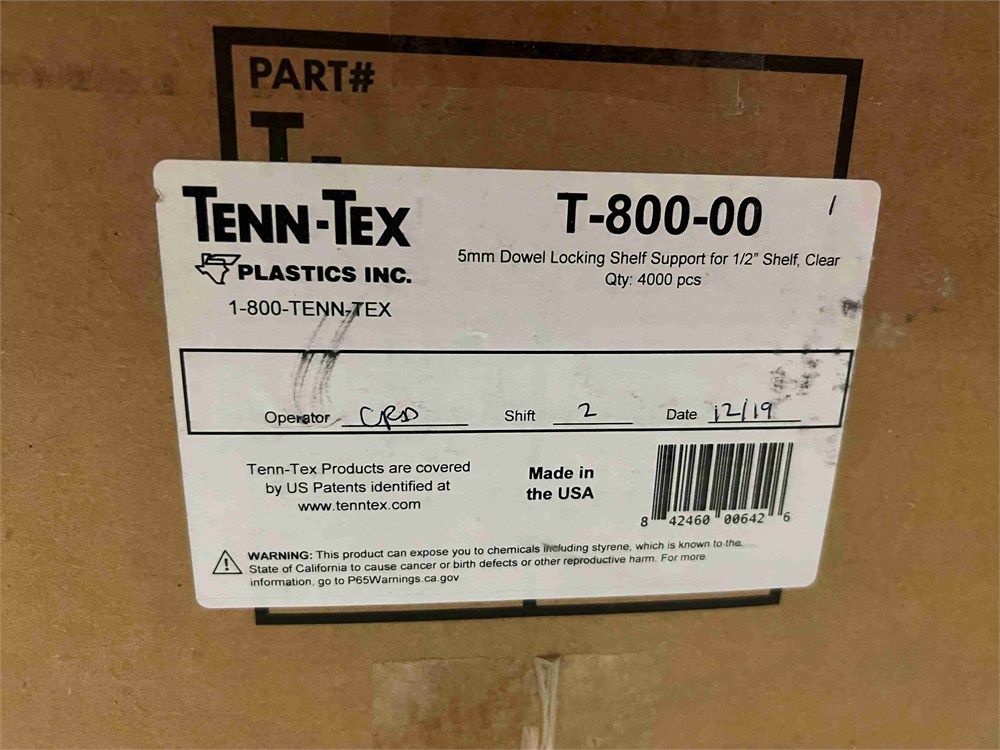 PART#
T-
TENN-TEX
PLASTICS INC.
1-800-TENN-TEX
T-800-00
1
5mm Dowel Locking Shelf Support for 1/2" Shelf, Clear
Qty: 4000 pcs
Operator CRD Shift 2 Date 12/19
Tenn-Tex Products are covered
by US Patents identified at
www.tenntex.com
Made in
the USA
8 42460 00642 6
WARNING: This product can expose you to chemicals including styrene, which is known to the
State of California to cause cancer or birth defects or other reproductive harm. For more
information, go to P65Warnings.ca.gov